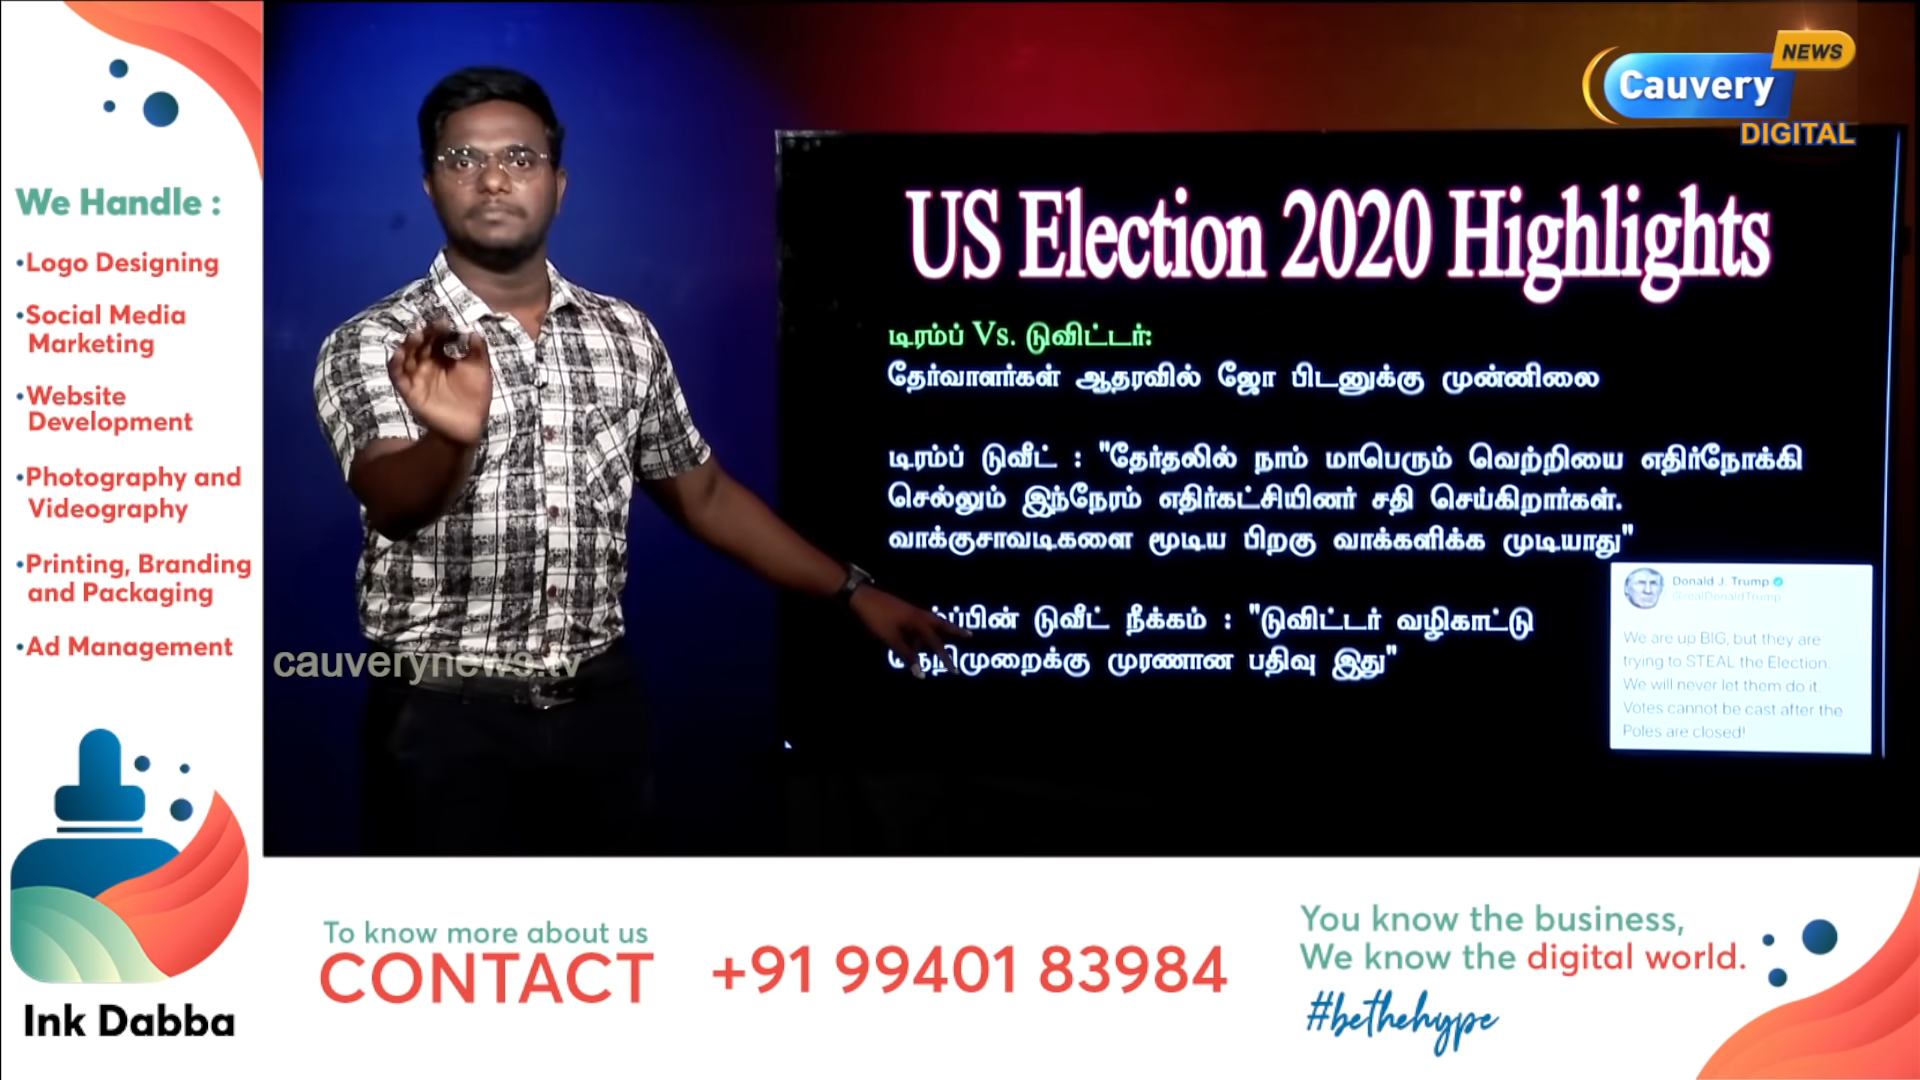 We Handle :
•Logo Designing
•Social Media
Marketing
•Website
Development
•Photography and
Videography
•Printing, Branding
and Packaging
•Ad Management
Ink Dabba
NEWS
Cauvery
DIGITAL
US Election 2020 Highlights
டிரம்ப் Vs. டுவிட்டர்:
தேர்வாளர்கள் ஆதரவில் ஜோ பிடனுக்கு முன்னிலை
டிரம்ப் டுவீட் : "தேர்தலில் நாம் மாபெரும் வெற்றியை எதிர்நோக்கி
செல்லும் இந்நேரம் எதிர்கட்சியினர் சதி செய்கிறார்கள்.
வாக்குசாவடிகளை மூடிய பிறகு வாக்களிக்க முடியாது"
டுவீட் நீக்கம் : "டுவிட்டர் வழிகாட்டு
முரணான பதிவு இது"
Donald J. Trump
@realDonaldTrump
We are up BIG, but they are
trying to STEAL the Election.
We will never let them do it.
Votes cannot be cast after the
Poles are closed!
cauverynews.tv
To know more about us
CONTACT
+91 99401 83984
You know the business,
We know the digital world.
#bethehype